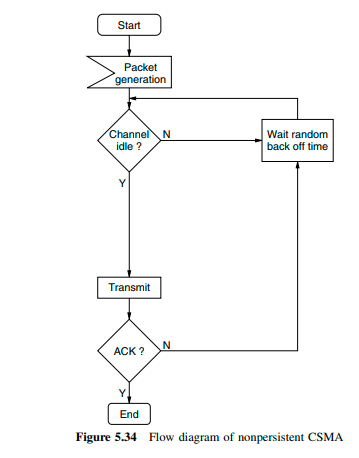 Start
Packet
generation
Channel
idle ?
N
Wait random
back off time
Y
Transmit
ACK ?
N
Y
End
Figure 5.34 Flow diagram of nonpersistent CSMA